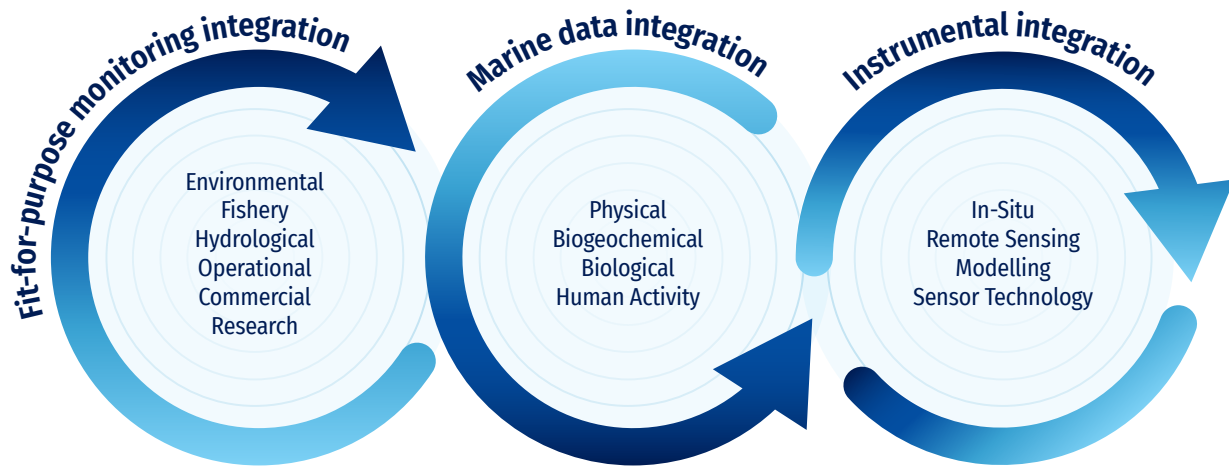 Fit-for-purpose monitoring integration
Environmental
Fishery
Hydrological
Operational
Commercial
Research
Marine data integration
Physical
Biogeochemical
Biological
Human Activity
Instrumental integration
In-Situ
Remote Sensing
Modelling
Sensor Technology